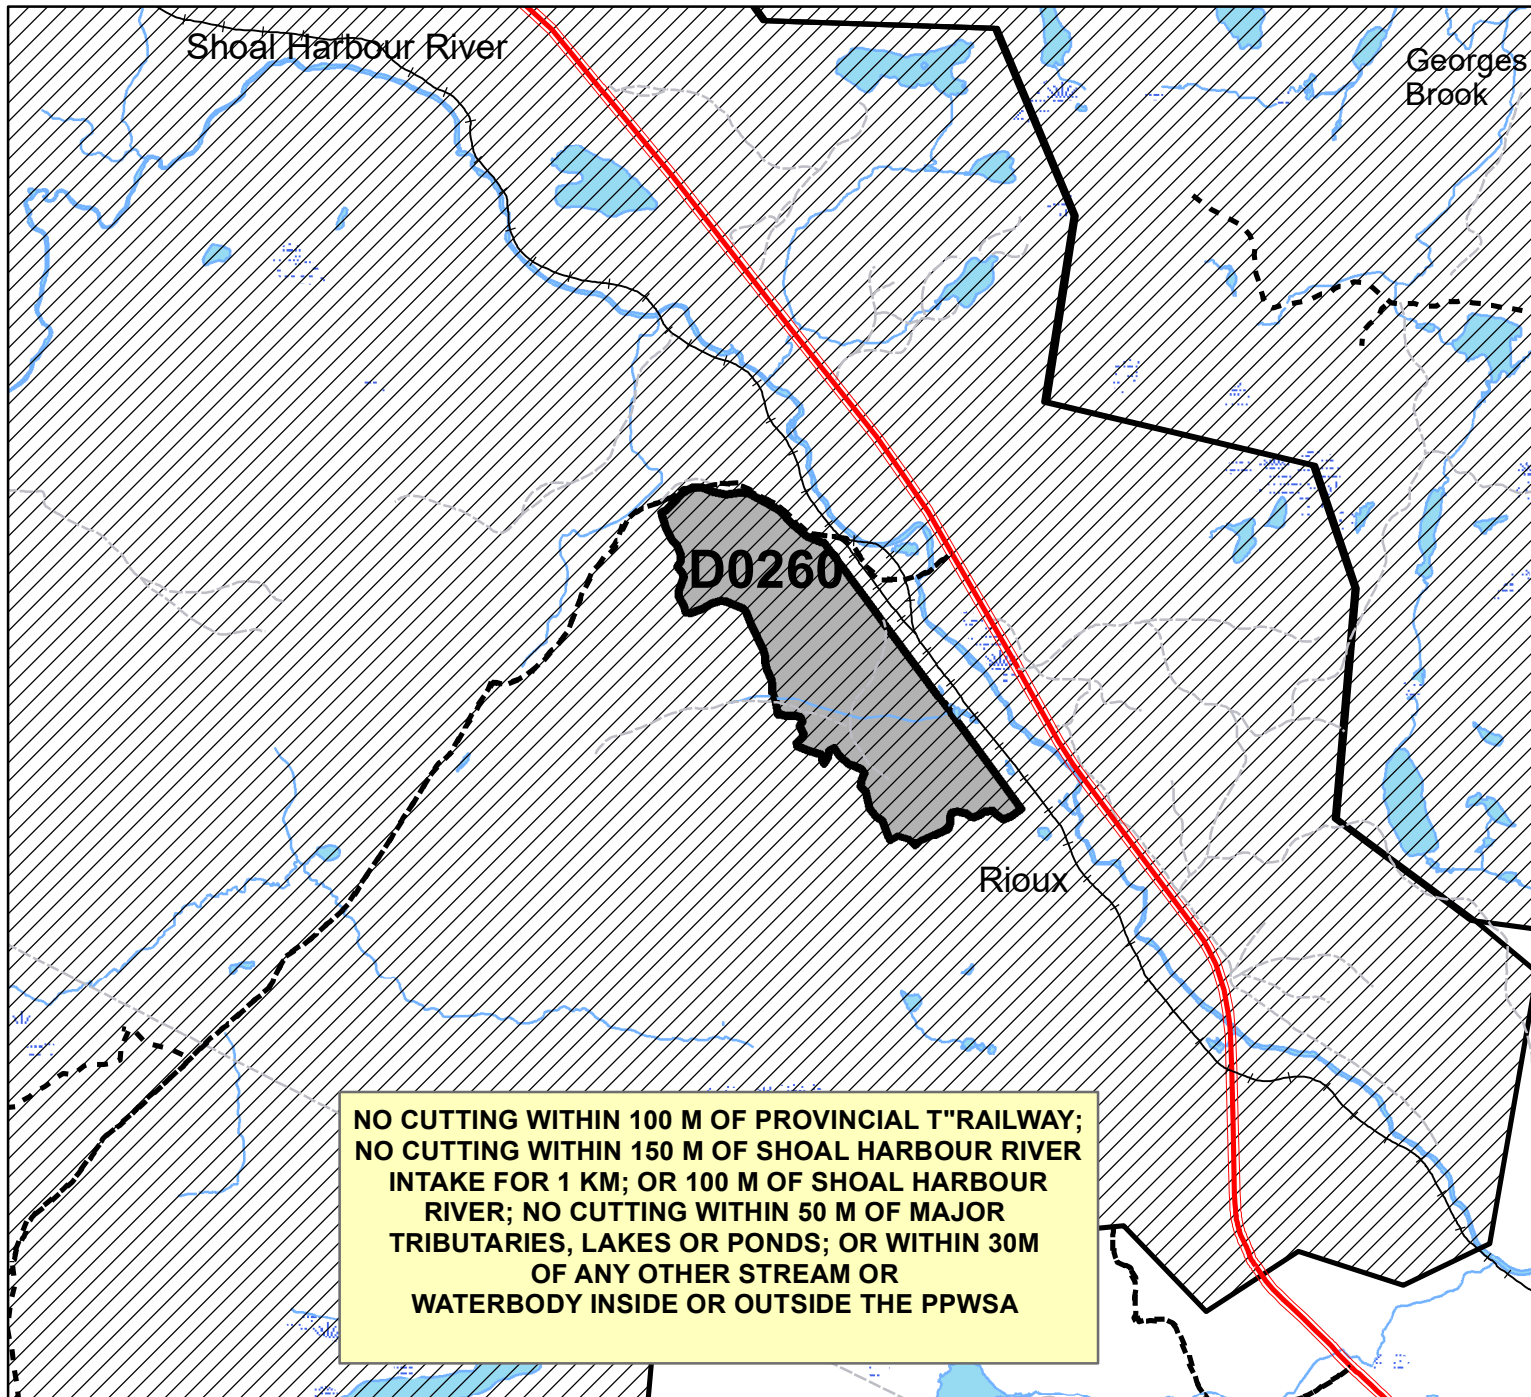 Shoal Harbour River
Georges
Brook
D0260
Rioux
NO CUTTING WITHIN 100 M OF PROVINCIAL T"RAILWAY;
NO CUTTING WITHIN 150 M OF SHOAL HARBOUR RIVER
INTAKE FOR 1 KM; OR 100 M OF SHOAL HARBOUR
RIVER; NO CUTTING WITHIN 50 M OF MAJOR
TRIBUTARIES, LAKES OR PONDS; OR WITHIN 30M
OF ANY OTHER STREAM OR
WATERBODY INSIDE OR OUTSIDE THE PPWSA